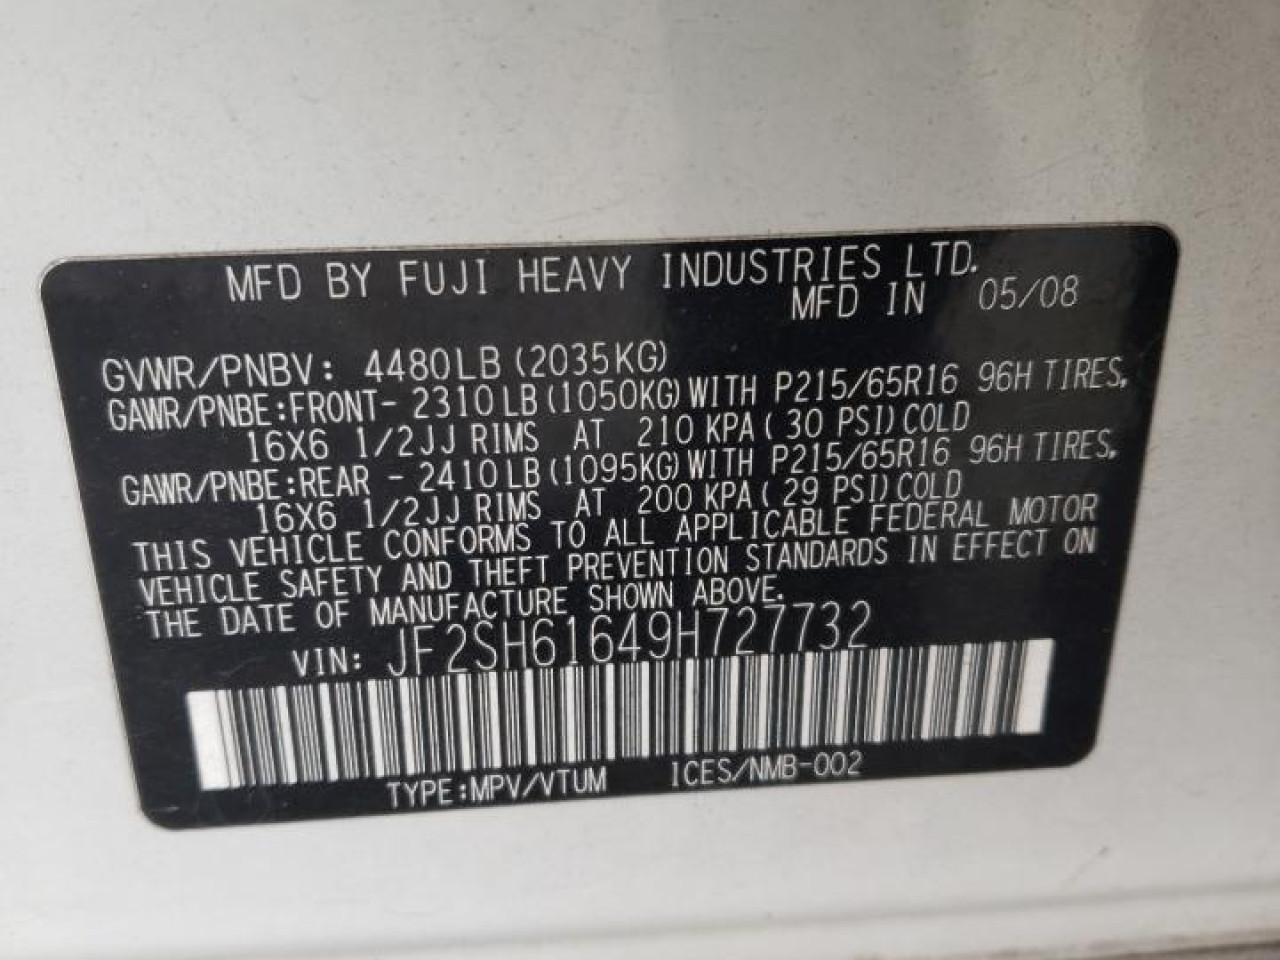 MFD BY FUJI HEAVY INDUSTRIES LTD.
MFD IN 05/08
GVWR/PNBV: 4480LB (2035KG)
GAWR/PNBE:FRONT- 2310LB (1050KG) WITH P215/65R16 96H TIRES,
16X6 1/2JJ RIMS AT 210 KPA ( 30 PSI) COLD
GAWR/PNBE:REAR - 2410LB (1095KG) WITH P215/65R16 96H TIRES,
16X6 1/2JJ RIMS AT 200 KPA ( 29 PSI) COLD
THIS VEHICLE CONFORMS TO ALL APPLICABLE FEDERAL MOTOR
VEHICLE SAFETY AND THEFT PREVENTION STANDARDS IN EFFECT ON
THE DATE OF MANUFACTURE SHOWN ABOVE.
VIN: JF2SH61649H727732
TYPE:MPV/VTUM ICES/NMB-002